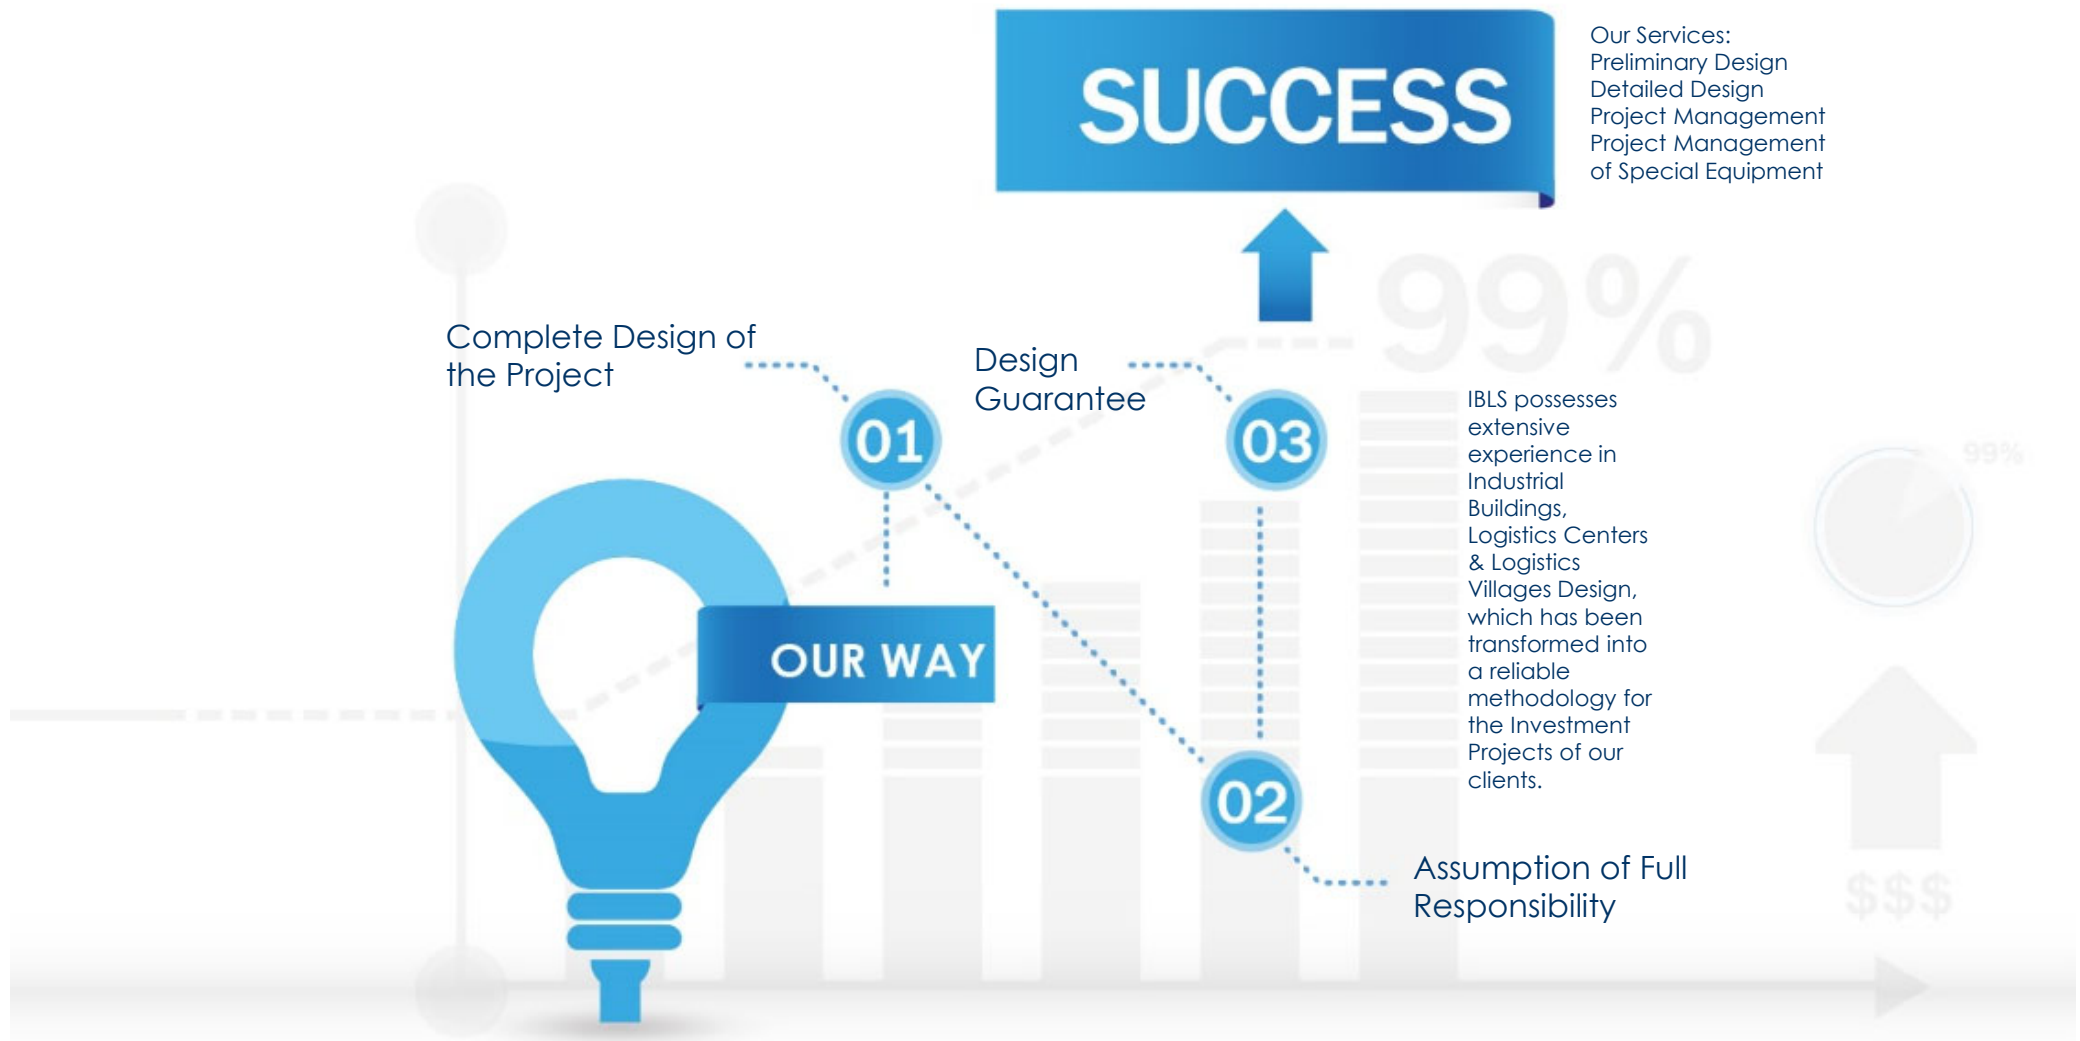 SUCCESS
Our Services:
Preliminary Design
Detailed Design
Project Management
Project Management
of Special Equipment
99%
Complete Design of
the Project
01
Design
Guarantee
03
IBLS possesses
extensive
experience in
Industrial
Buildings,
Logistics Centers
& Logistics
Villages Design,
which has been
transformed into
a reliable
methodology for
the Investment
Projects of our
clients.
99%
OUR WAY
02
Assumption of Full
Responsibility
$$$